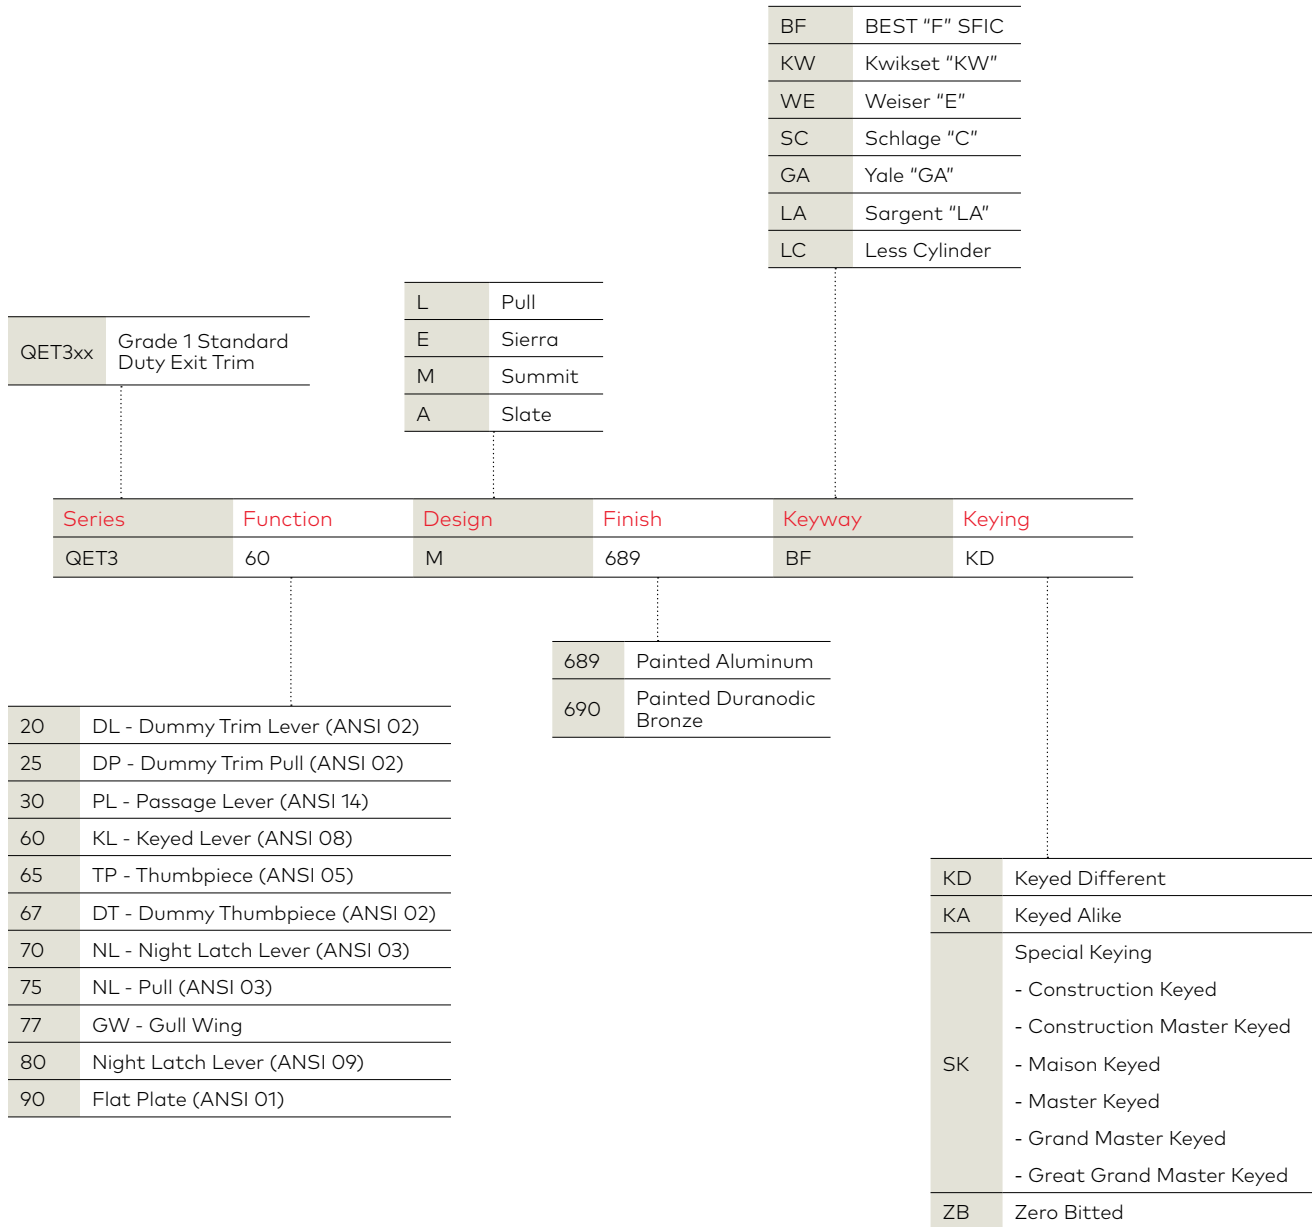 BF BEST “F” SFIC
KW Kwikset “KW”
WE Weiser “E”
SC Schlage “C”
GA Yale “GA”
LA Sargent “LA”
LC Less Cylinder
L Pull
E Sierra
M Summit
A Slate
QET3xx Grade 1 Standard
Duty Exit Trim
Series Function Design Finish Keyway Keying
QET3 60 M 689 BF KD
689 Painted Aluminum
690 Painted Duranodic
Bronze
20 DL - Dummy Trim Lever (ANSI 02)
25 DP - Dummy Trim Pull (ANSI 02)
30 PL - Passage Lever (ANSI 14)
60 KL - Keyed Lever (ANSI 08)
65 TP - Thumbpiece (ANSI 05)
67 DT - Dummy Thumbpiece (ANSI 02)
70 NL - Night Latch Lever (ANSI 03)
75 NL - Pull (ANSI 03)
77 GW - Gull Wing
80 Night Latch Lever (ANSI 09)
90 Flat Plate (ANSI 01)
KD Keyed Different
KA Keyed Alike
Special Keying
- Construction Keyed
- Construction Master Keyed
SK - Maison Keyed
- Master Keyed
- Grand Master Keyed
- Great Grand Master Keyed
ZB Zero Bitted